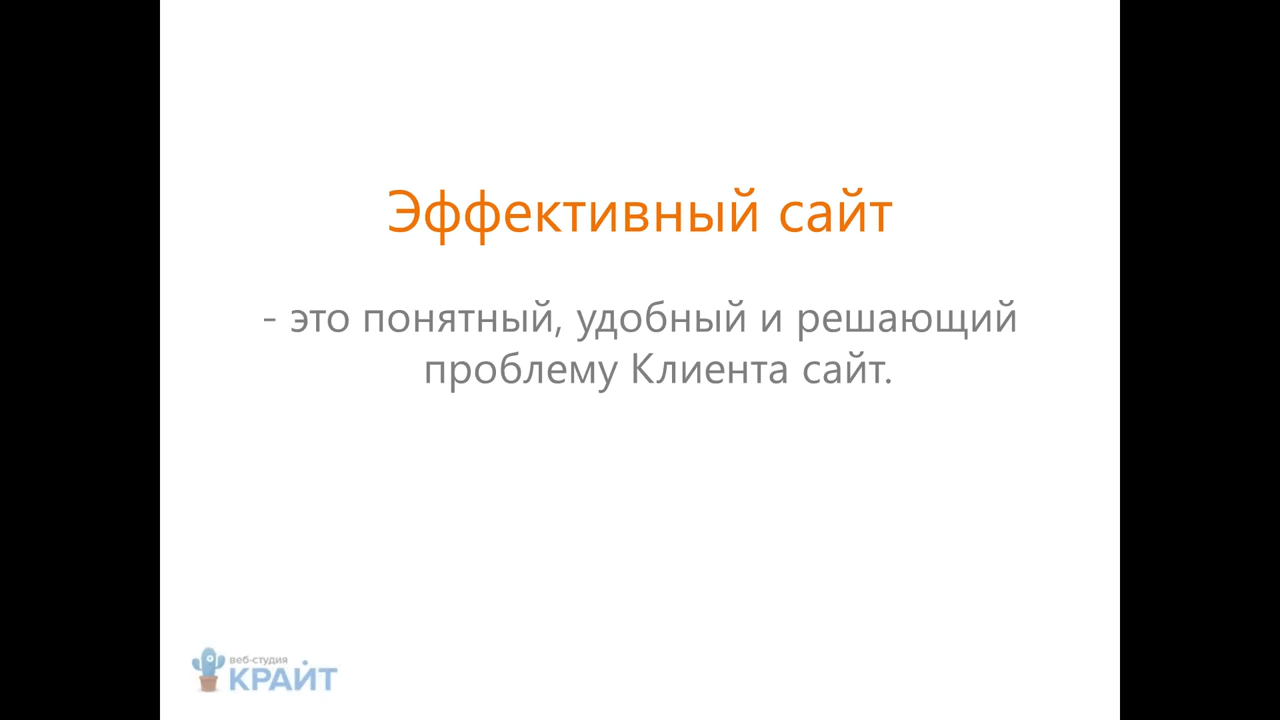 Эффективный сайт
- это понятный, удобный и решающий
проблему Клиента сайт.
веб-студия
КРАЙТ